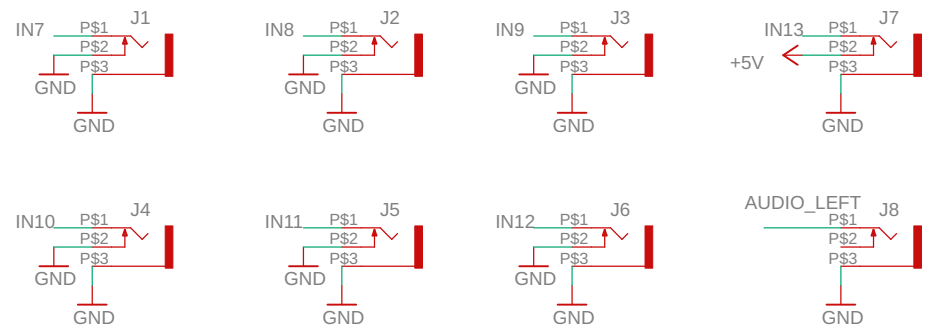 J1
IN7
P$1
P$2
P$3
GND
GND
J2
IN8
P$1
P$2
P$3
GND
GND
J3
IN9
P$1
P$2
P$3
GND
GND
J7
IN13
P$1
P$2
+5V
P$3
GND
J4
IN10
P$1
P$2
P$3
GND
GND
J5
IN11
P$1
P$2
P$3
GND
GND
J6
IN12
P$1
P$2
P$3
GND
GND
AUDIO_LEFT
J8
P$1
P$2
P$3
GND